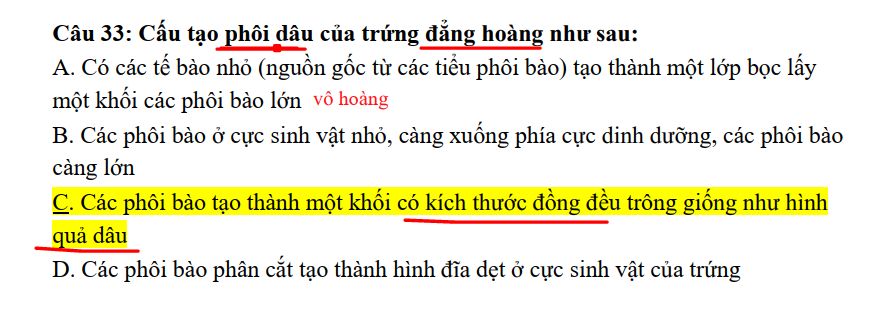 Câu 33: Cấu tạo phôi dâu của trứng đẳng hoàng như sau:
A. Có các tế bào nhỏ (nguồn gốc từ các tiểu phôi bào) tạo thành một lớp bọc lấy
một khối các phôi bào lớn vô hoàng
B. Các phôi bào ở cực sinh vật nhỏ, càng xuống phía cực dinh dưỡng, các phôi bào
càng lớn
C. Các phôi bào tạo thành một khối có kích thước đồng đều trông giống như hình
quả dâu
D. Các phôi bào phân cắt tạo thành hình đĩa dẹt ở cực sinh vật của trứng